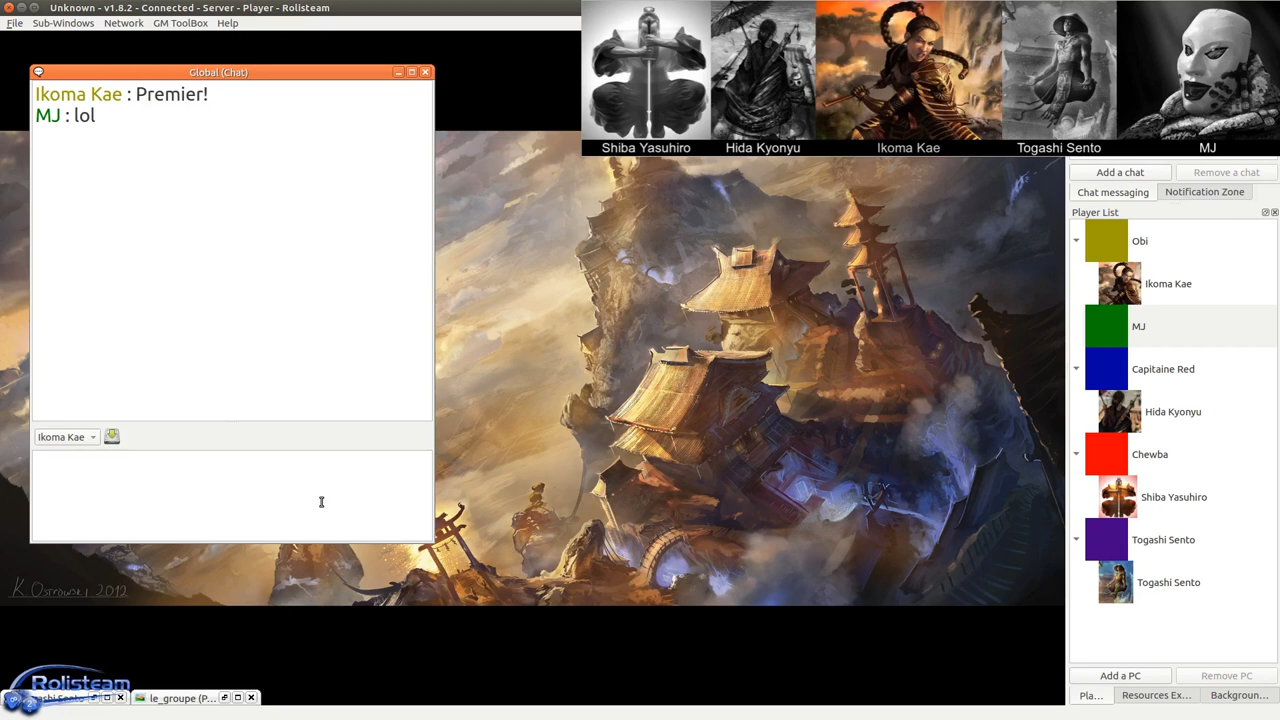 Unknown - v1.8.2 - Connected - Server - Player - Rolisteam
File Sub-Windows Network GM ToolBox Help
Global (Chat)
Ikoma Kae : Premier!
MJ : lol
Ikoma Kae
Shiba Yasuhiro
Hida Kyonyu
Ikoma Kae
Togashi Sento
MJ
Add a chat
Remove a chat
Chat messaging
Notification Zone
Player List
Obi
Ikoma Kae
MJ
Capitaine Red
Hida Kyonyu
Chewba
Shiba Yasuhiro
Togashi Sento
Togashi Sento
Add a PC
Remove PC
Pla...
Resources Ex...
Backgroun...
K Ostrowski 2012
Rolisteam
le_groupe (P...